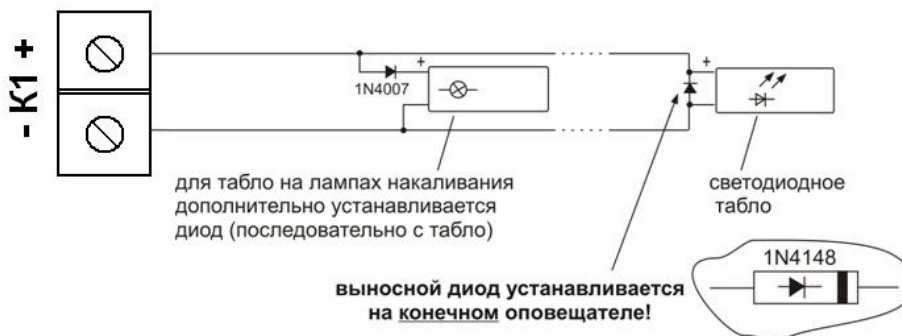 - К1 +
+
1N4007
+
для табло на лампах накаливания
дополнительно устанавливается
диод (последовательно с табло)
светодиодное
табло
1N4148
выносной диод устанавливается
на конечном оповещателе!